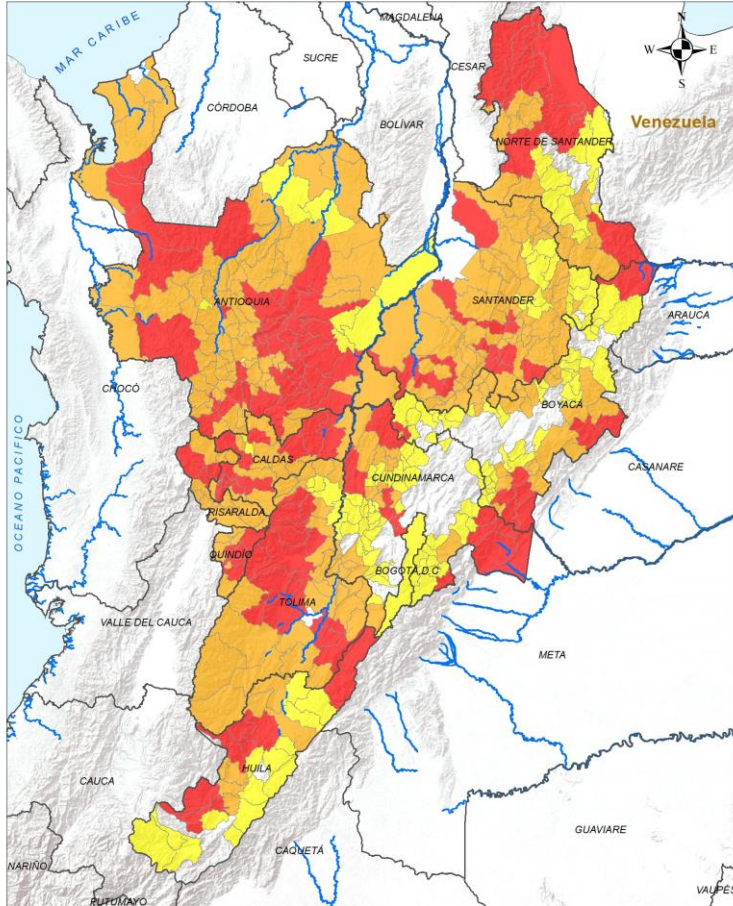 MAGDALENA
N
MAR CARIBE
SUCRE
W
E
CESAR
S
CÓRDOBA
BOLÍVAR
Venezuela
NORTE DE SANTANDER
ANTIOQUIA
SANTANDER
ARAUCA
CHOCÓ
BOYACÁ
OCEANO PACIFICO
CALDAS
CUNDINAMARCA
CASANARE
RISARALDA
QUINDÍO
BOGOTÁ, D.C
TOLIMA
VALLE DEL CAUCA
META
HUILA
CAUCA
GUAVIARE
CAQUETÁ
NARIÑO
PUTUMAYO
VAUPÉS